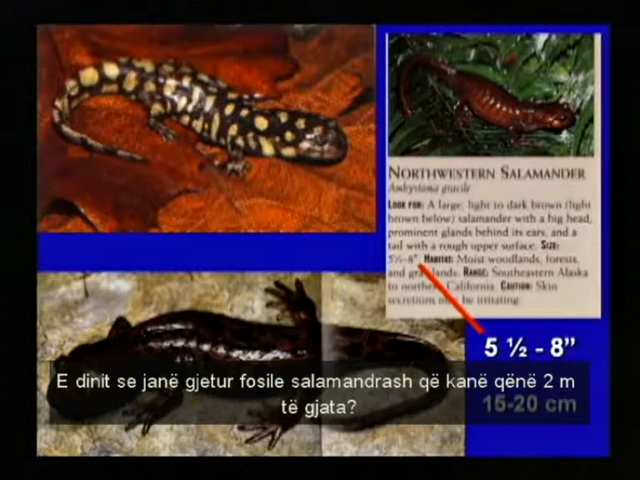 NORTHWESTERN SALAMANDER
Ambystoma gracile
LOOK FOR: A large, light to dark brown (light
brown below) salamander with a big head,
prominent glands behind its ears, and a
tail with a rough upper surface. SIZE:
5½–8". HABITAT: Moist woodlands, forests,
and grasslands. RANGE: Southeastern Alaska
to northern California. CAUTION: Skin
secretions may be irritating.
5 ½ - 8”
15-20 cm
E dinit se janë gjetur fosile salamandrash që kanë qënë 2 m
të gjata?